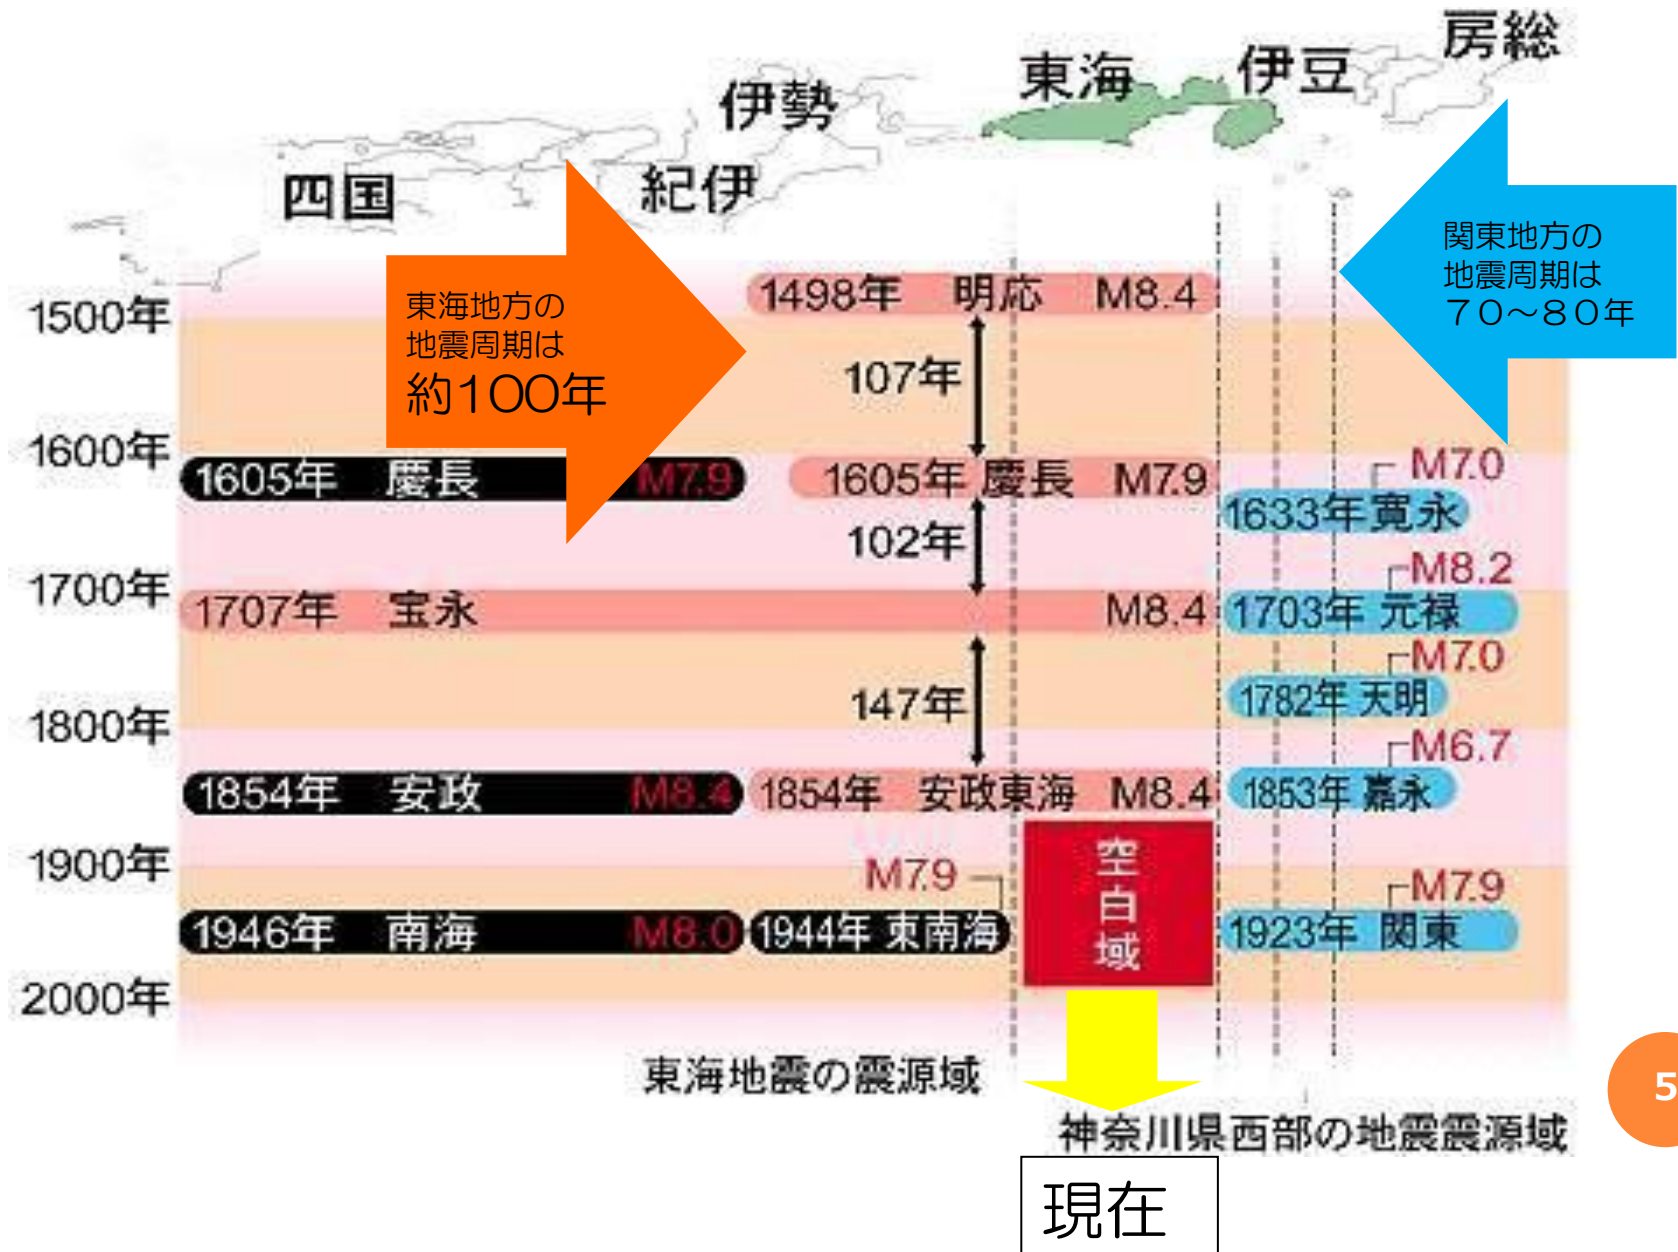 房総
東海
伊豆
伊勢
四国
紀伊
関東地方の
地震周期は
７０～８０年
東海地方の
地震周期は
約100年
1500年
1498年 明応 M8.4
107年
1600年
1605年 慶長 M7.9
1605年 慶長 M7.9
M7.0
1633年 寛永
102年
M8.2
1700年
1707年 宝永 M8.4
1703年 元禄
M7.0
1782年 天明
147年
1800年
M6.7
1854年 安政 M8.4
1854年 安政東海 M8.4
1853年 嘉永
空白域
1900年
M7.9
M7.9
1946年 南海 M8.0
1944年 東南海
1923年 関東
2000年
東海地震の震源域
5
神奈川県西部の地震震源域
現在